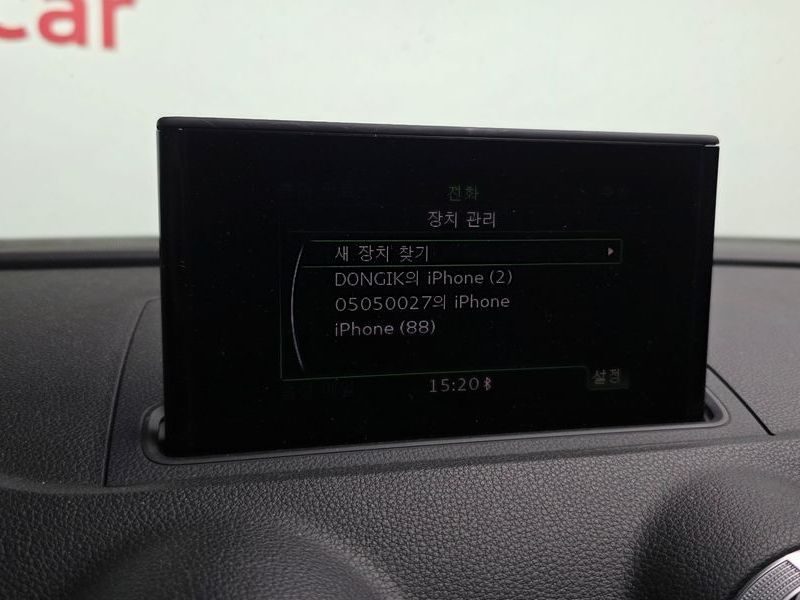 car
전화
장치 관리
새 장치 찾기
DONGIK의 iPhone (2)
05050027의 iPhone
iPhone (88)
15:20
설정